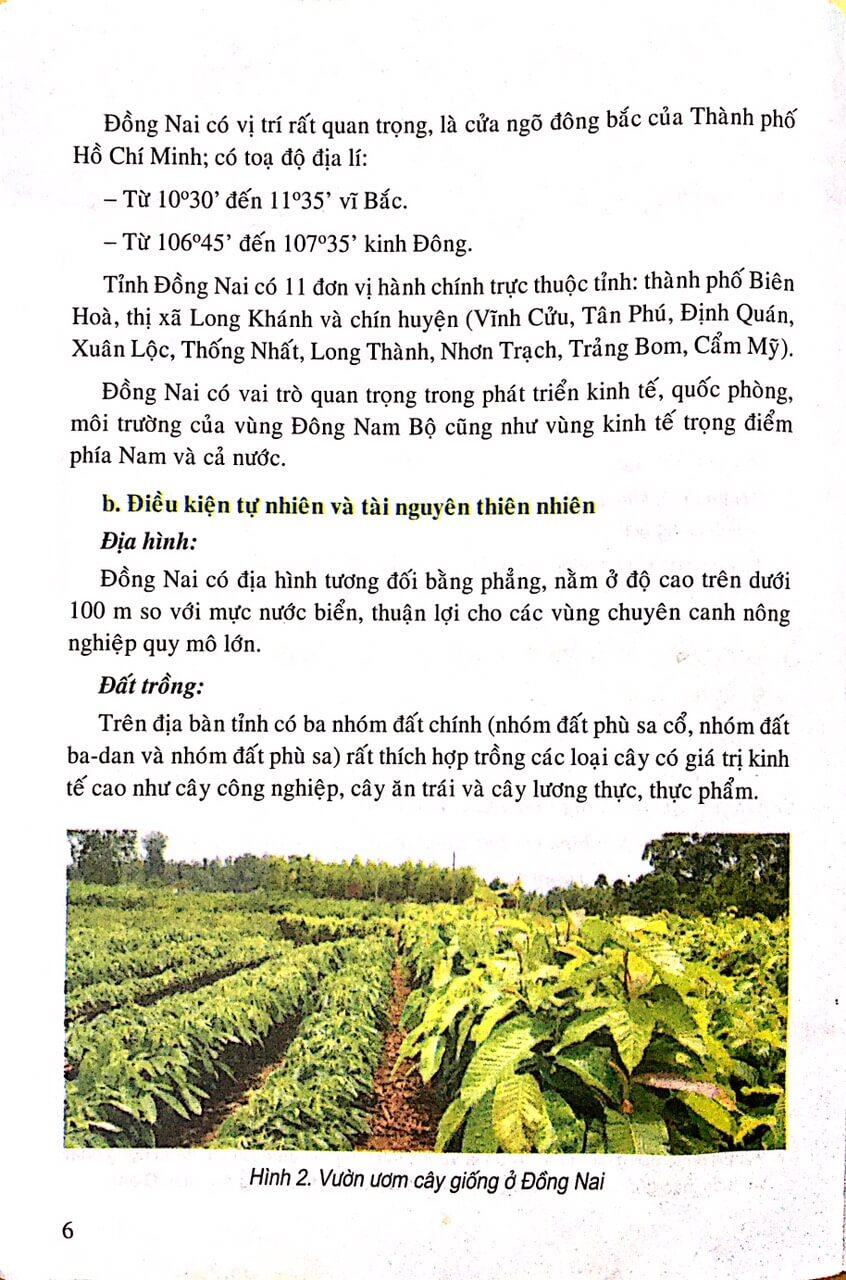 Đồng Nai có vị trí rất quan trọng, là cửa ngõ đông bắc của Thành phố
Hồ Chí Minh; có toạ độ địa lí:
– Từ 10º30’ đến 11º35’ vĩ Bắc.
– Từ 106º45’ đến 107º35’ kinh Đông.
Tỉnh Đồng Nai có 11 đơn vị hành chính trực thuộc tỉnh: thành phố Biên
Hoà, thị xã Long Khánh và chín huyện (Vĩnh Cửu, Tân Phú, Định Quán,
Xuân Lộc, Thống Nhất, Long Thành, Nhơn Trạch, Trảng Bom, Cẩm Mỹ).
Đồng Nai có vai trò quan trọng trong phát triển kinh tế, quốc phòng,
môi trường của vùng Đông Nam Bộ cũng như vùng kinh tế trọng điểm
phía Nam và cả nước.
b. Điều kiện tự nhiên và tài nguyên thiên nhiên
Địa hình:
Đồng Nai có địa hình tương đối bằng phẳng, nằm ở độ cao trên dưới
100 m so với mực nước biển, thuận lợi cho các vùng chuyên canh nông
nghiệp quy mô lớn.
Đất trồng:
Trên địa bàn tỉnh có ba nhóm đất chính (nhóm đất phù sa cổ, nhóm đất
ba-dan và nhóm đất phù sa) rất thích hợp trồng các loại cây có giá trị kinh
tế cao như cây công nghiệp, cây ăn trái và cây lương thực, thực phẩm.
Hình 2. Vườn ươm cây giống ở Đồng Nai
6